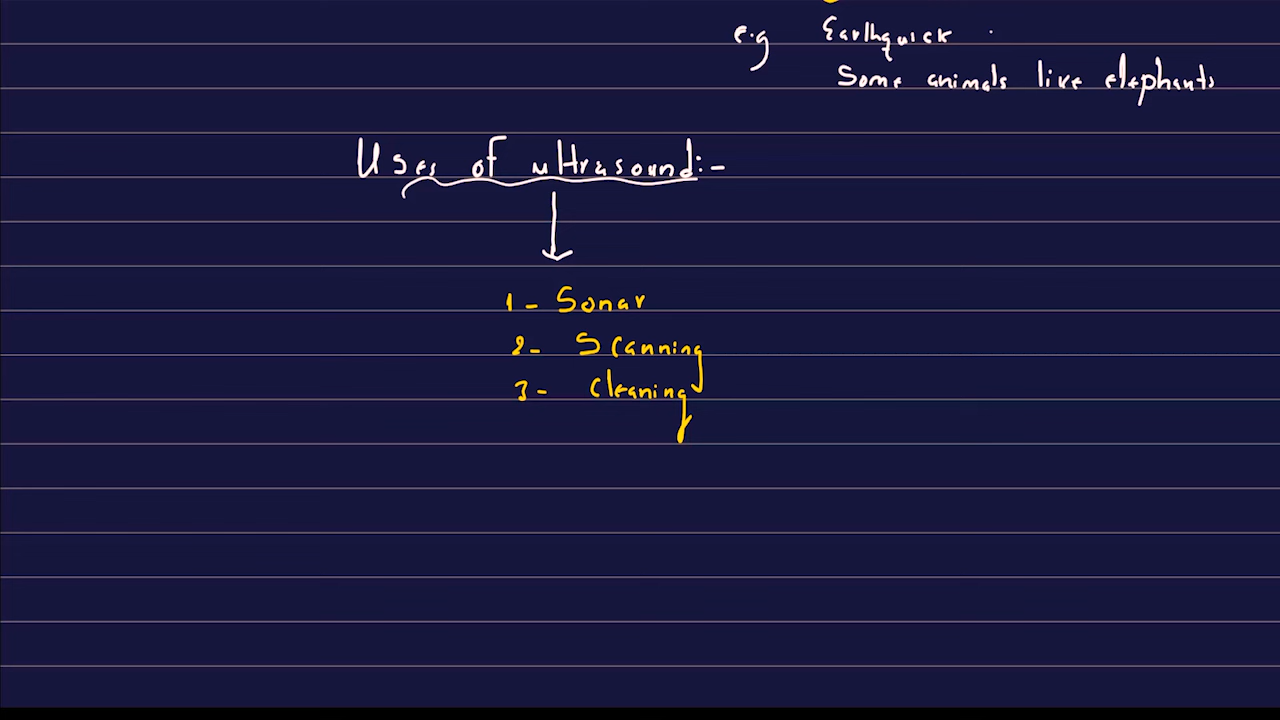 e.g Earthquick
Some animals like elephants
Uses of ultrasound:-
1- Sonar
2- Scanning
3- Cleaning